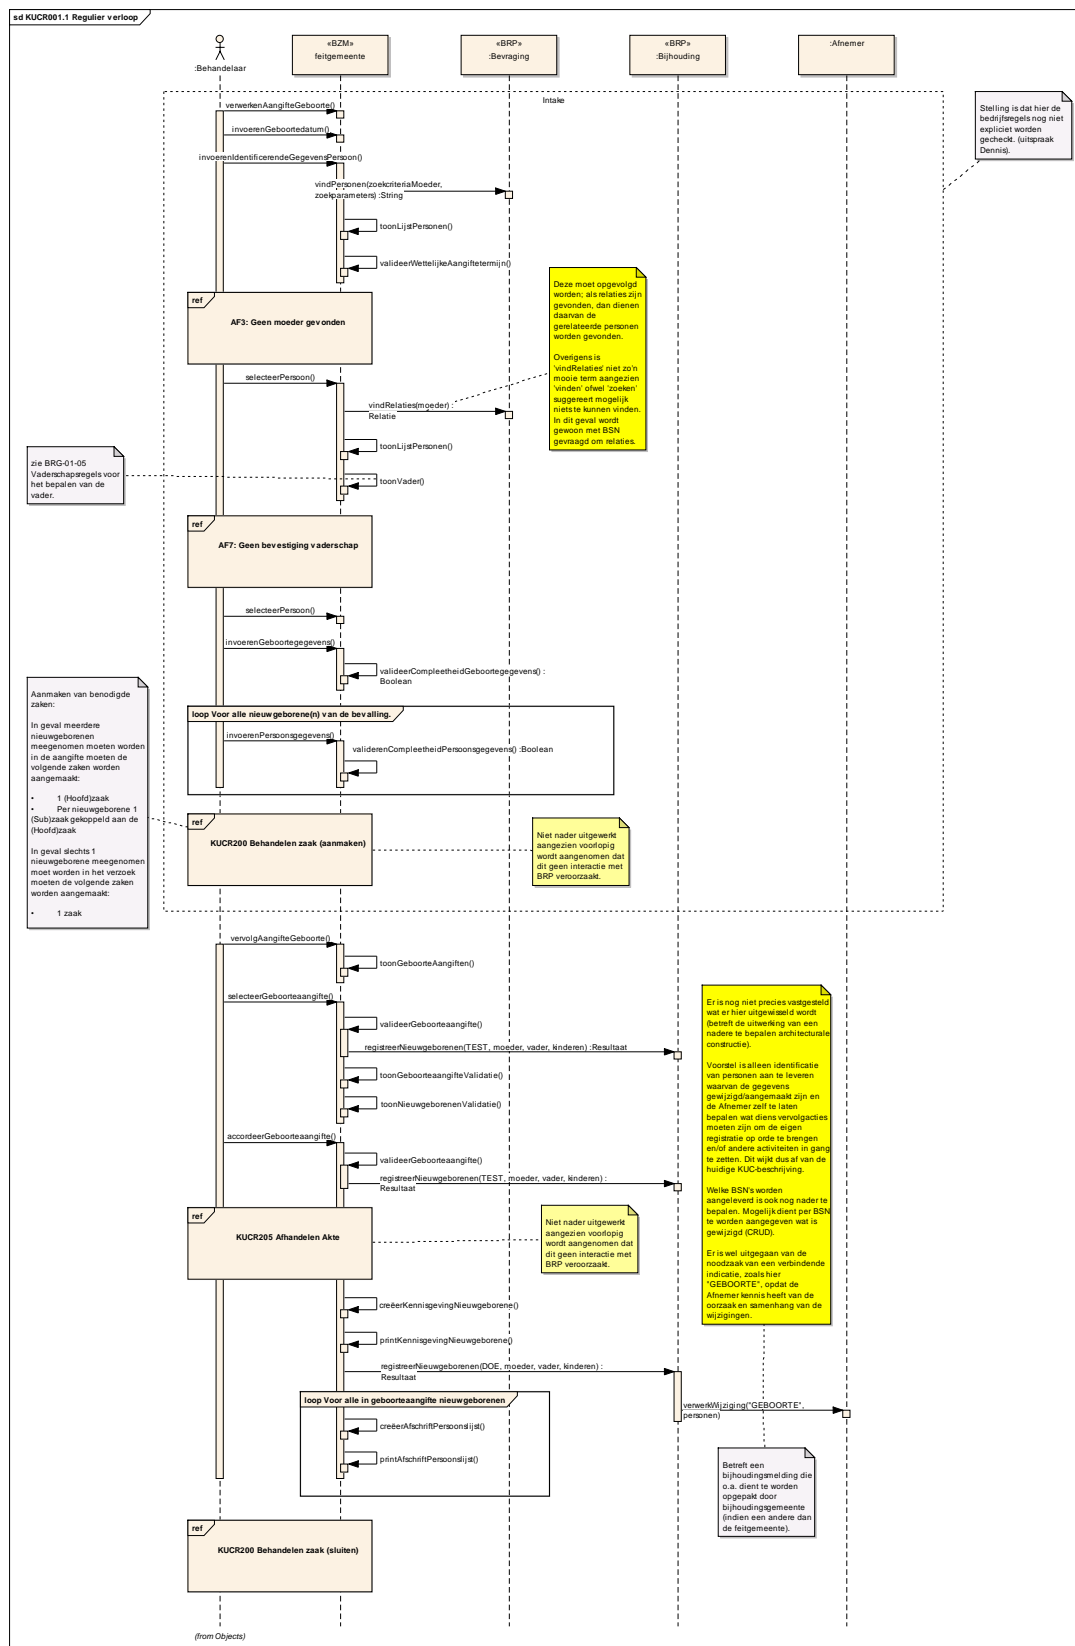 sd KUCR001.1 Regulier verloop
:Behandelaar
«BZM»
feitgemeente
«BRP»
:Bevraging
«BRP»
:Bijhouding
:Afnemer
Intake
verwerkenAangifteGeboorte()
invoerenGeboortedatum()
invoerenIdentificerendeGegevensPersoon()
Stelling is dat hier de
bedrijfsregels nog niet
expliciet worden
gecheckt. (uitspraak
Dennis).
vindPersonen(zoekcriteriaMoeder,
zoekparameters) :String
toonLijstPersonen()
valideerWettelijkeAangiftetermijn()
ref
AF3: Geen moeder gevonden
Deze moet opgevolgd
worden; als relaties zijn
gevonden, dan dienen
daarvan de
gerelateerde personen
worden gevonden.
Overigens is
'vindRelaties' niet zo'n
mooie term aangezien
'vinden' ofwel 'zoeken'
suggereert mogelijk
niets te kunnen vinden.
In dit geval wordt
gewoon met BSN
gevraagd om relaties.
selecteerPersoon()
vindRelaties(moeder) :
Relatie
toonLijstPersonen()
toonVader()
zie BRG-01-05
Vaderschapsregels voor
het bepalen van de
vader.
ref
AF7: Geen bevestiging vaderschap
selecteerPersoon()
invoerenGeboortegegevens()
valideerCompleetheidGeboortegegevens() :
Boolean
Aanmaken van benodigde
zaken:
In geval meerdere
nieuwgeborenen
meegenomen moeten worden
in de aangifte moeten de
volgende zaken worden
aangemaakt:
• 1 (Hoofd)zaak
• Per nieuwgeborene 1
(Sub)zaak gekoppeld aan de
(Hoofd)zaak
In geval slechts 1
nieuwgeborene meegenomen
moet worden in het verzoek
moeten de volgende zaken
worden aangemaakt:
• 1 zaak
loop Voor alle nieuwgeborene(n) van de bevalling.
invoerenPersoonsgegevens()
validerenCompleetheidPersoonsgegevens() :Boolean
ref
KUCR200 Behandelen zaak (aanmaken)
Niet nader uitgewerkt
aangezien voorlopig
wordt aangenomen dat
dit geen interactie met
BRP veroorzaakt.
vervolgAangifteGeboorte()
toonGeboorteAangiften()
selecteerGeboorteaangifte()
valideerGeboorteaangifte()
registreerNieuwgeborenen(TEST, moeder, vader, kinderen) :Resultaat
toonGeboorteaangifteValidatie()
toonNieuwgeborenenValidatie()
accordeerGeboorteaangifte()
valideerGeboorteaangifte()
registreerNieuwgeborenen(TEST, moeder, vader, kinderen) :
Resultaat
Er is nog niet precies vastgesteld
wat er hier uitgewisseld wordt
(betreft de uitwerking van een
nadere te bepalen architecturale
constructie).
Voorstel is alleen identificatie
van personen aan te leveren
waarvan de gegevens
gewijzigd/aangemaakt zijn en
de Afnemer zelf te laten
bepalen wat diens vervolgacties
moeten zijn om de eigen
registratie op orde te brengen
en/of andere activiteiten in gang
te zetten. Dit wijkt dus af van de
huidige KUC-beschrijving.
Welke BSN's worden
aangeleverd is ook nog nader te
bepalen. Mogelijk dient per BSN
te worden aangegeven wat is
gewijzigd (CRUD).
Er is wel uitgegaan van de
noodzaak van een verbindende
indicatie, zoals hier
"GEBOORTE", opdat de
Afnemer kennis heeft van de
oorzaak en samenhang van de
wijzigingen.
ref
KUCR205 Afhandelen Akte
Niet nader uitgewerkt
aangezien voorlopig
wordt aangenomen dat
dit geen interactie met
BRP veroorzaakt.
creëerKennisgevingNieuwgeborene()
printKennisgevingNieuwgeborene()
registreerNieuwgeborenen(DOE, moeder, vader, kinderen) :
Resultaat
loop Voor alle in geboorteaangifte nieuwgeborenen
verwerkWijziging("GEBOORTE",
personen)
creëerAfschriftPersoonslijst()
printAfschriftPersoonslijst()
Betreft een
bijhoudingsmelding die
o.a. dient te worden
opgepakt door
bijhoudingsgemeente
(indien een andere dan
de feitgemeente).
ref
KUCR200 Behandelen zaak (sluiten)
(from Objects)